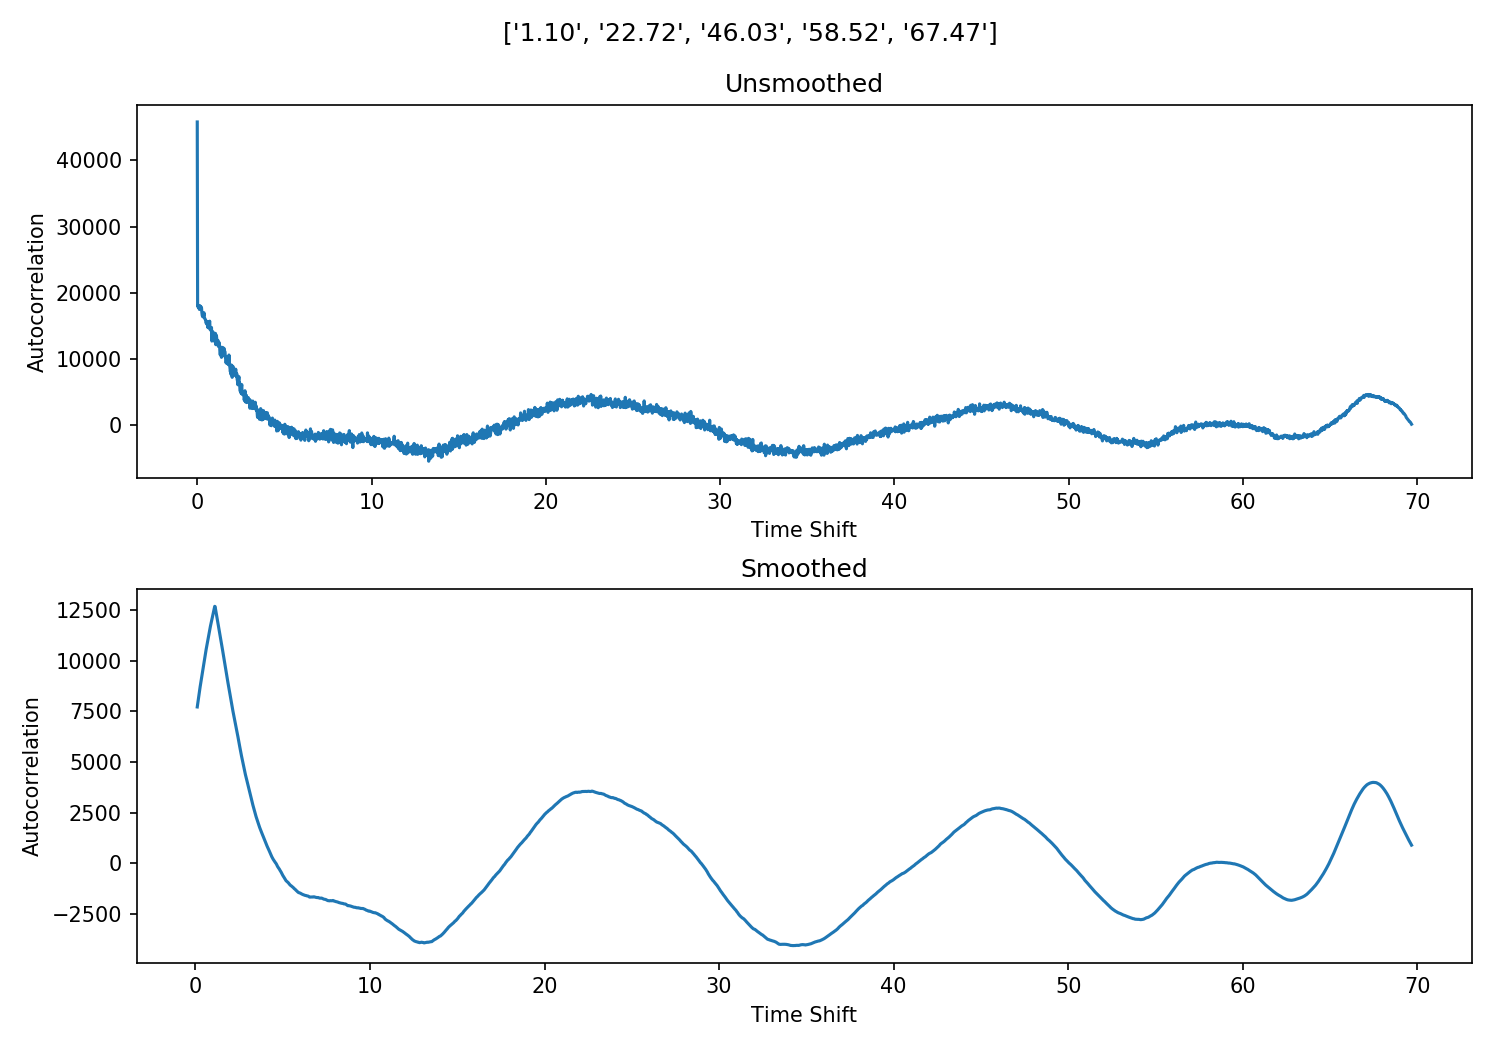 ['1.10', '22.72', '46.03', '58.52', '67.47']
Unsmoothed
40000
30000
20000
10000
0
Autocorrelation
0 10 20 30 40 50 60 70
Time Shift
Smoothed
12500
10000
7500
5000
2500
0
−2500
Autocorrelation
0 10 20 30 40 50 60 70
Time Shift